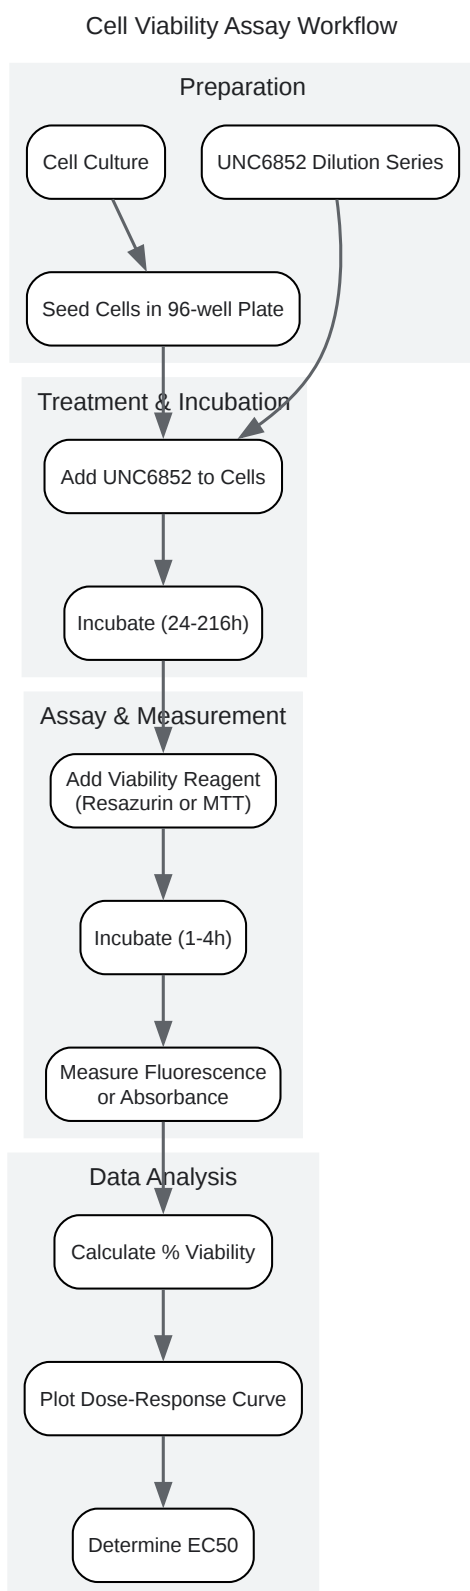 Cell Viability Assay Workflow
Preparation
Cell Culture
UNC6852 Dilution Series
Seed Cells in 96-well Plate
Treatment & Incubation
Add UNC6852 to Cells
Incubate (24-216h)
Assay & Measurement
Add Viability Reagent
(Resazurin or MTT)
Incubate (1-4h)
Measure Fluorescence
or Absorbance
Data Analysis
Calculate % Viability
Plot Dose-Response Curve
Determine EC50